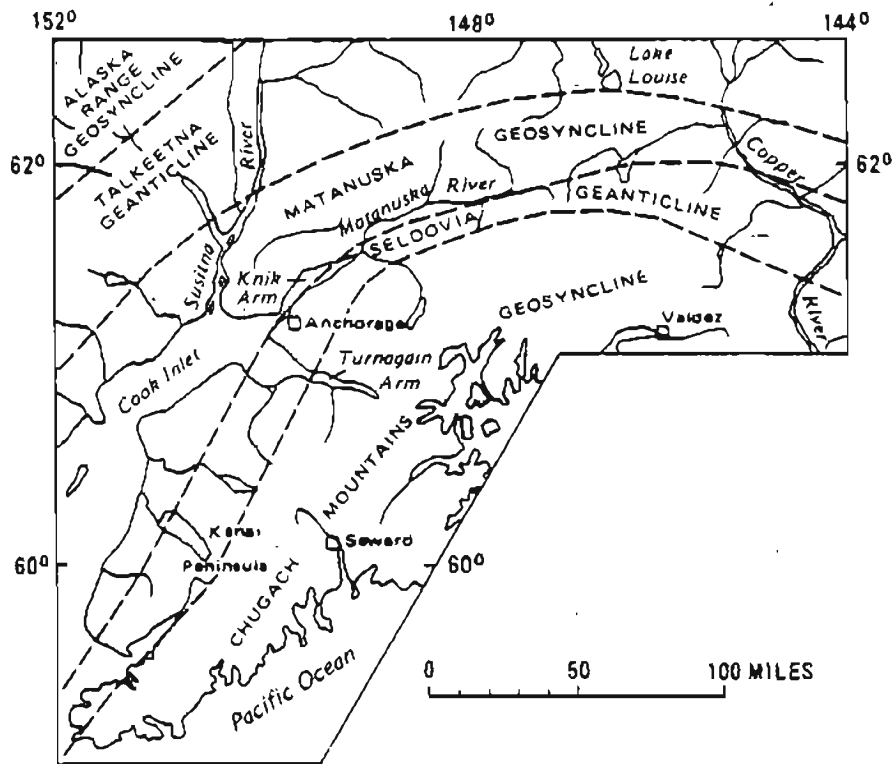 152° 148° 144°
Lake
Louise
ALASKA
RANGE
GEOSYNCLINE
TALKEETNA
GEANTICLINE
River
GEOSYNCLINE
62° 62°
Copper
MATANUSKA
Matanuska River
GEANTICLINE
SELDOVIA
Susitna
Knik
Arm
GEOSYNCLINE
River
Anchorage
Valdez
Turnagain
Arm
Cook Inlet
MOUNTAINS
Kenai
Peninsula
Seward
60° 60°
CHUGACH
Pacific Ocean
0 50 100 MILES